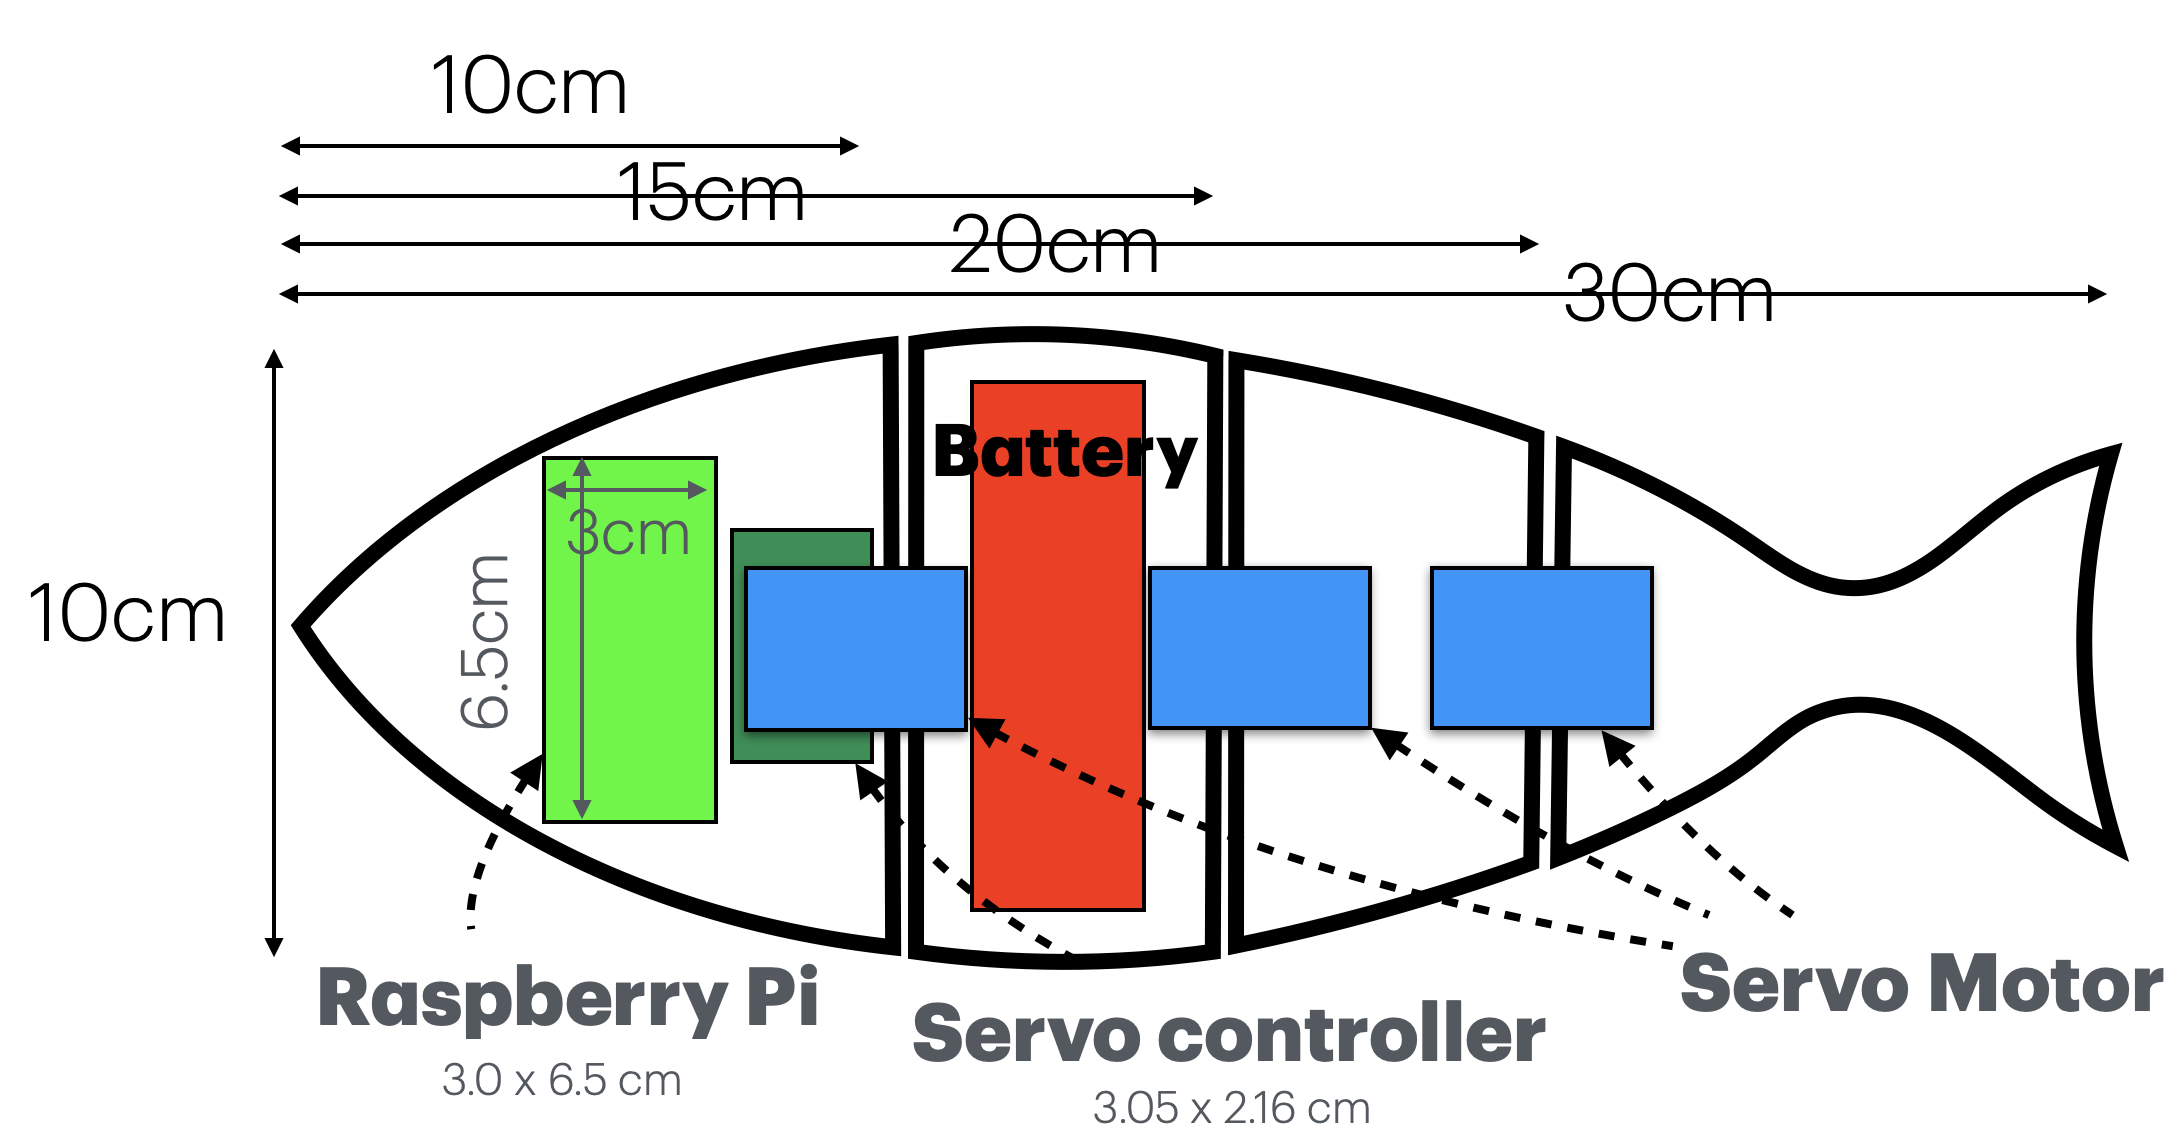 10cm
15cm
20cm
30cm
Battery
3cm
6.5cm
10cm
Raspberry Pi
3.0 x 6.5 cm
Servo controller
3.05 x 2.16 cm
Servo Motor